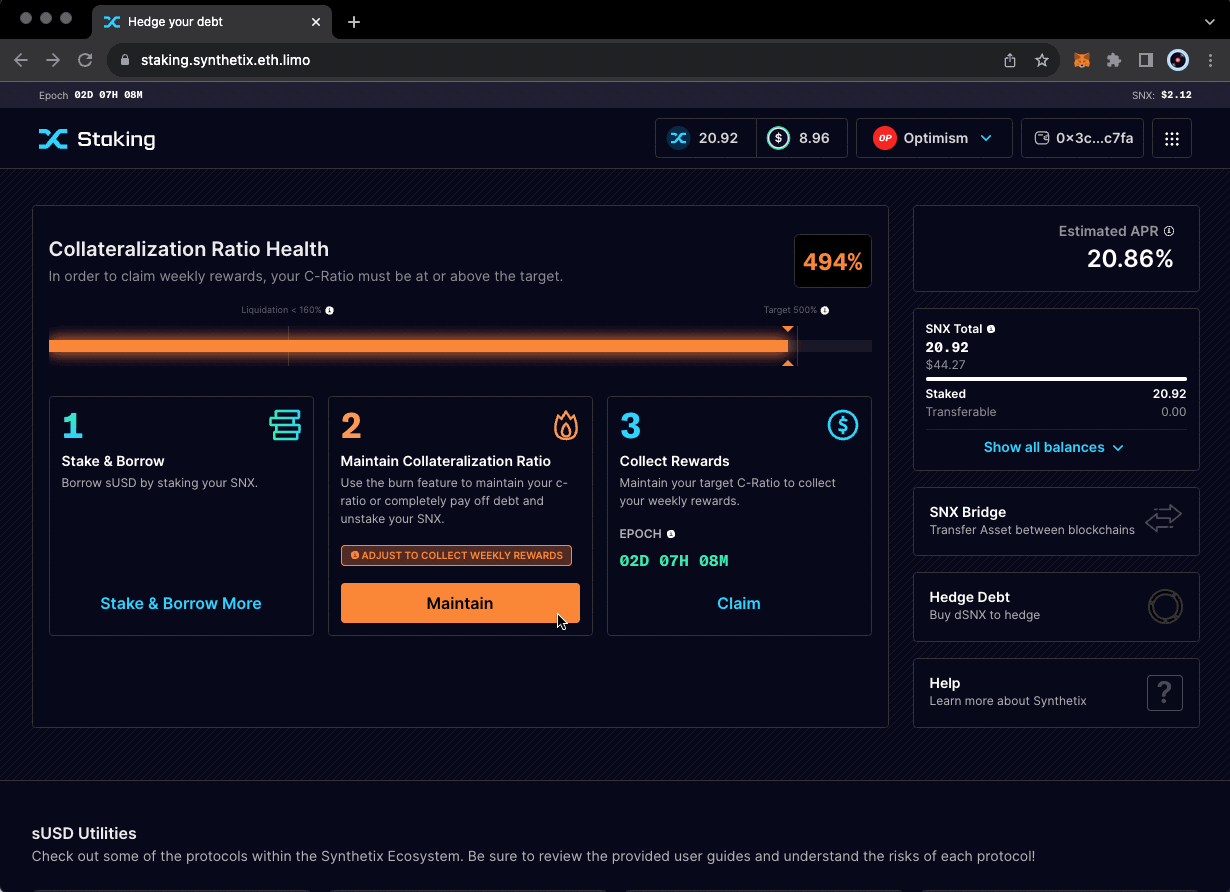 Hedge your debt
staking.synthetix.eth.limo
Epoch 02D 07H 08M
SNX: $2.12
Staking
20.92
$ 8.96
OP Optimism
0x3c...c7fa
Collateralization Ratio Health
In order to claim weekly rewards, your C-Ratio must be at or above the target.
494%
Liquidation < 160%
Target 500%
1
Stake & Borrow
Borrow sUSD by staking your SNX.
Stake & Borrow More
2
Maintain Collateralization Ratio
Use the burn feature to maintain your c-
ratio or completely pay off debt and
unstake your SNX.
ADJUST TO COLLECT WEEKLY REWARDS
Maintain
3
$
Collect Rewards
Maintain your target C-Ratio to collect
your weekly rewards.
EPOCH
02D 07H 08M
Claim
Estimated APR
20.86%
SNX Total
20.92
$44.27
Staked 20.92
Transferable 0.00
Show all balances
SNX Bridge
Transfer Asset between blockchains
Hedge Debt
Buy dSNX to hedge
Help
Learn more about Synthetix
?
sUSD Utilities
Check out some of the protocols within the Synthetix Ecosystem. Be sure to review the provided user guides and understand the risks of each protocol!